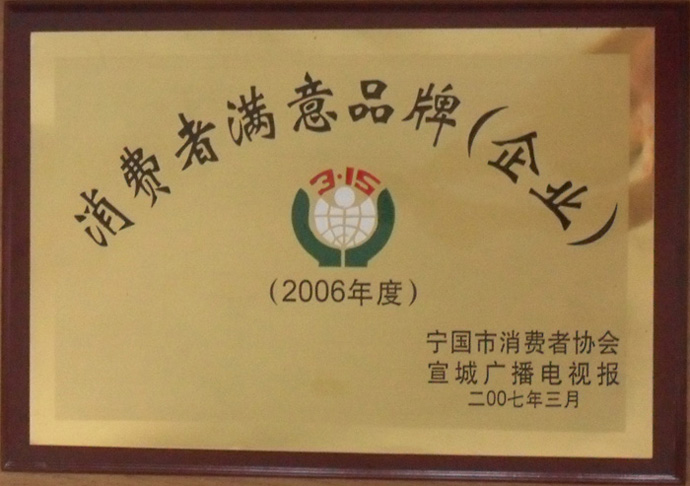 消费者满意品牌(企业)
3·15
(2006年度)
宁国市消费者协会
宣城广播电视报
二00七年三月